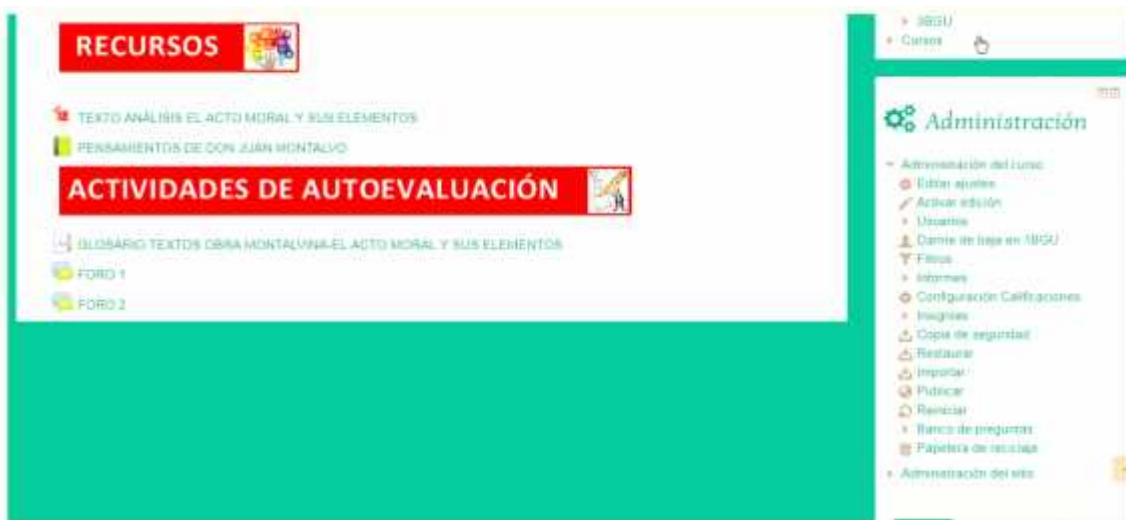 RECURSOS
TEXTO ANÁLISIS EL ACTO MORAL Y SUS ELEMENTOS
PENSAMIENTOS DE DON JUAN MONTALVO
ACTIVIDADES DE AUTOEVALUACIÓN
GLOSARIO TEXTOS OBRA MONTALVINA-EL ACTO MORAL Y SUS ELEMENTOS
FORO 1
FORO 2
3BGU
Cursos
Administración
Administración del curso
Editar ajustes
Activar edición
Usuarios
Darme de baja en 1BGU
Filtros
Informes
Configuración Calificaciones
Insignias
Copia de seguridad
Restaurar
Importar
Publicar
Reiniciar
Banco de preguntas
Papelera de reciclaje
Administración del sitio